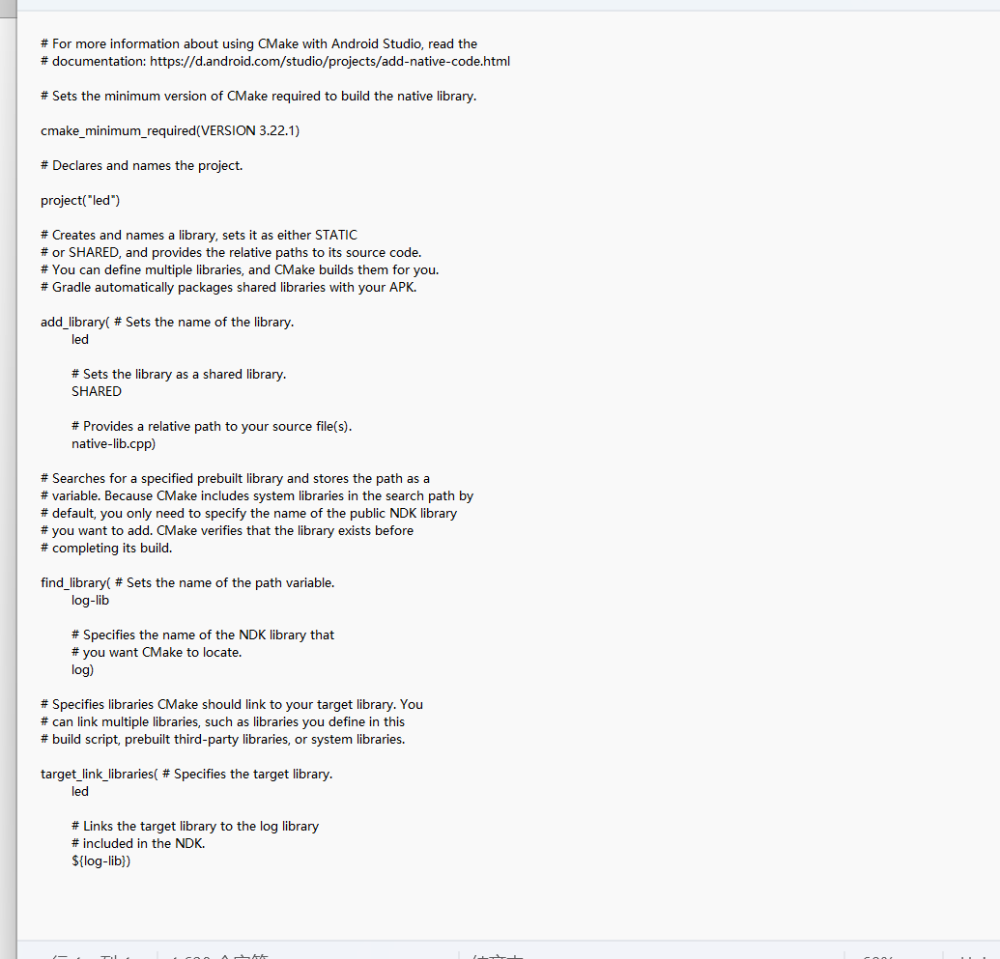 # For more information about using CMake with Android Studio, read the
# documentation: https://d.android.com/studio/projects/add-native-code.html
# Sets the minimum version of CMake required to build the native library.
cmake_minimum_required(VERSION 3.22.1)
# Declares and names the project.
project("led")
# Creates and names a library, sets it as either STATIC
# or SHARED, and provides the relative paths to its source code.
# You can define multiple libraries, and CMake builds them for you.
# Gradle automatically packages shared libraries with your APK.
add_library( # Sets the name of the library.
led
# Sets the library as a shared library.
SHARED
# Provides a relative path to your source file(s).
native-lib.cpp)
# Searches for a specified prebuilt library and stores the path as a
# variable. Because CMake includes system libraries in the search path by
# default, you only need to specify the name of the public NDK library
# you want to add. CMake verifies that the library exists before
# completing its build.
find_library( # Sets the name of the path variable.
log-lib
# Specifies the name of the NDK library that
# you want CMake to locate.
log)
# Specifies libraries CMake should link to your target library. You
# can link multiple libraries, such as libraries you define in this
# build script, prebuilt third-party libraries, or system libraries.
target_link_libraries( # Specifies the target library.
led
# Links the target library to the log library
# included in the NDK.
${log-lib})